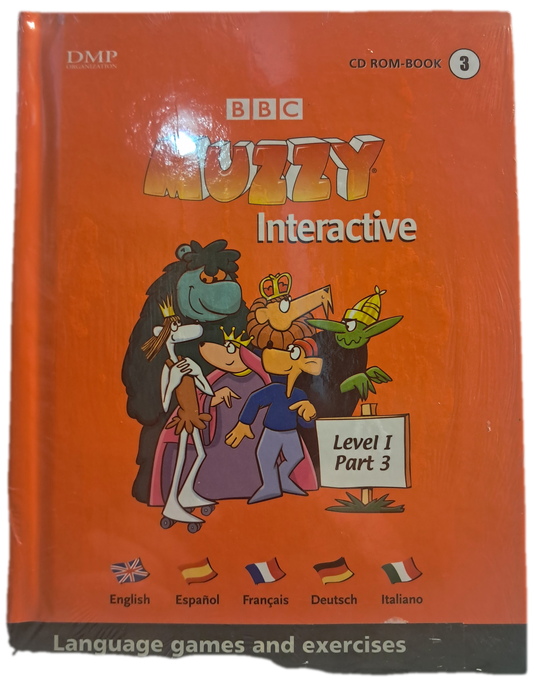 DMP
ORGANIZATION
CD ROM-BOOK 3
BBC
MUZZY
Interactive
Level I
Part 3
English Español Français Deutsch Italiano
Language games and exercises